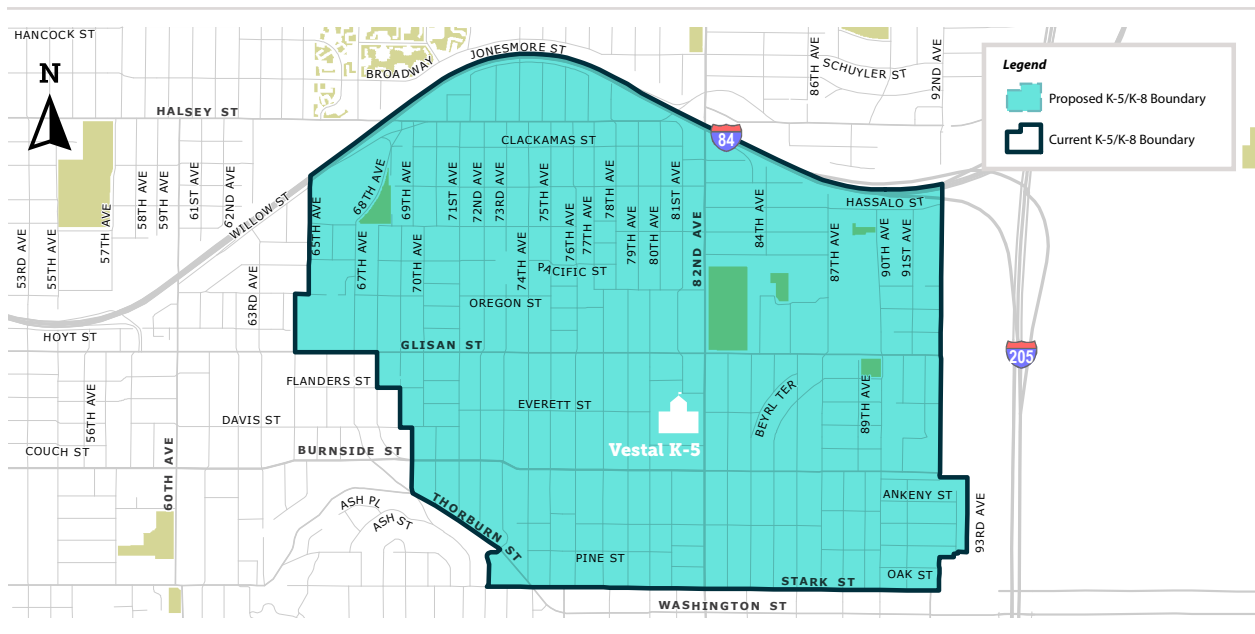 HANCOCK ST
JONESMORE ST
BROADWAY
86TH AVE
SCHUYLER ST
92ND AVE
N
HALSEY ST
CLACKAMAS ST
84
Legend
Proposed K-5/K-8 Boundary
Current K-5/K-8 Boundary
53RD AVE
55TH AVE
57TH AVE
58TH AVE
59TH AVE
61ST AVE
62ND AVE
WILLOW ST
63RD AVE
65TH AVE
67TH AVE
68TH AVE
69TH AVE
70TH AVE
71ST AVE
72ND AVE
73RD AVE
74TH AVE
75TH AVE
76TH AVE
77TH AVE
78TH AVE
79TH AVE
80TH AVE
81ST AVE
82ND AVE
84TH AVE
87TH AVE
90TH AVE
91ST AVE
HASSALO ST
PACIFIC ST
OREGON ST
HOYT ST
GLISAN ST
205
FLANDERS ST
EVERETT ST
BEYRL TER
89TH AVE
56TH AVE
DAVIS ST
COUCH ST
BURNSIDE ST
Vestal K-5
60TH AVE
ASH PL
ASH ST
THORBURN ST
ANKENY ST
93RD AVE
PINE ST
OAK ST
STARK ST
WASHINGTON ST